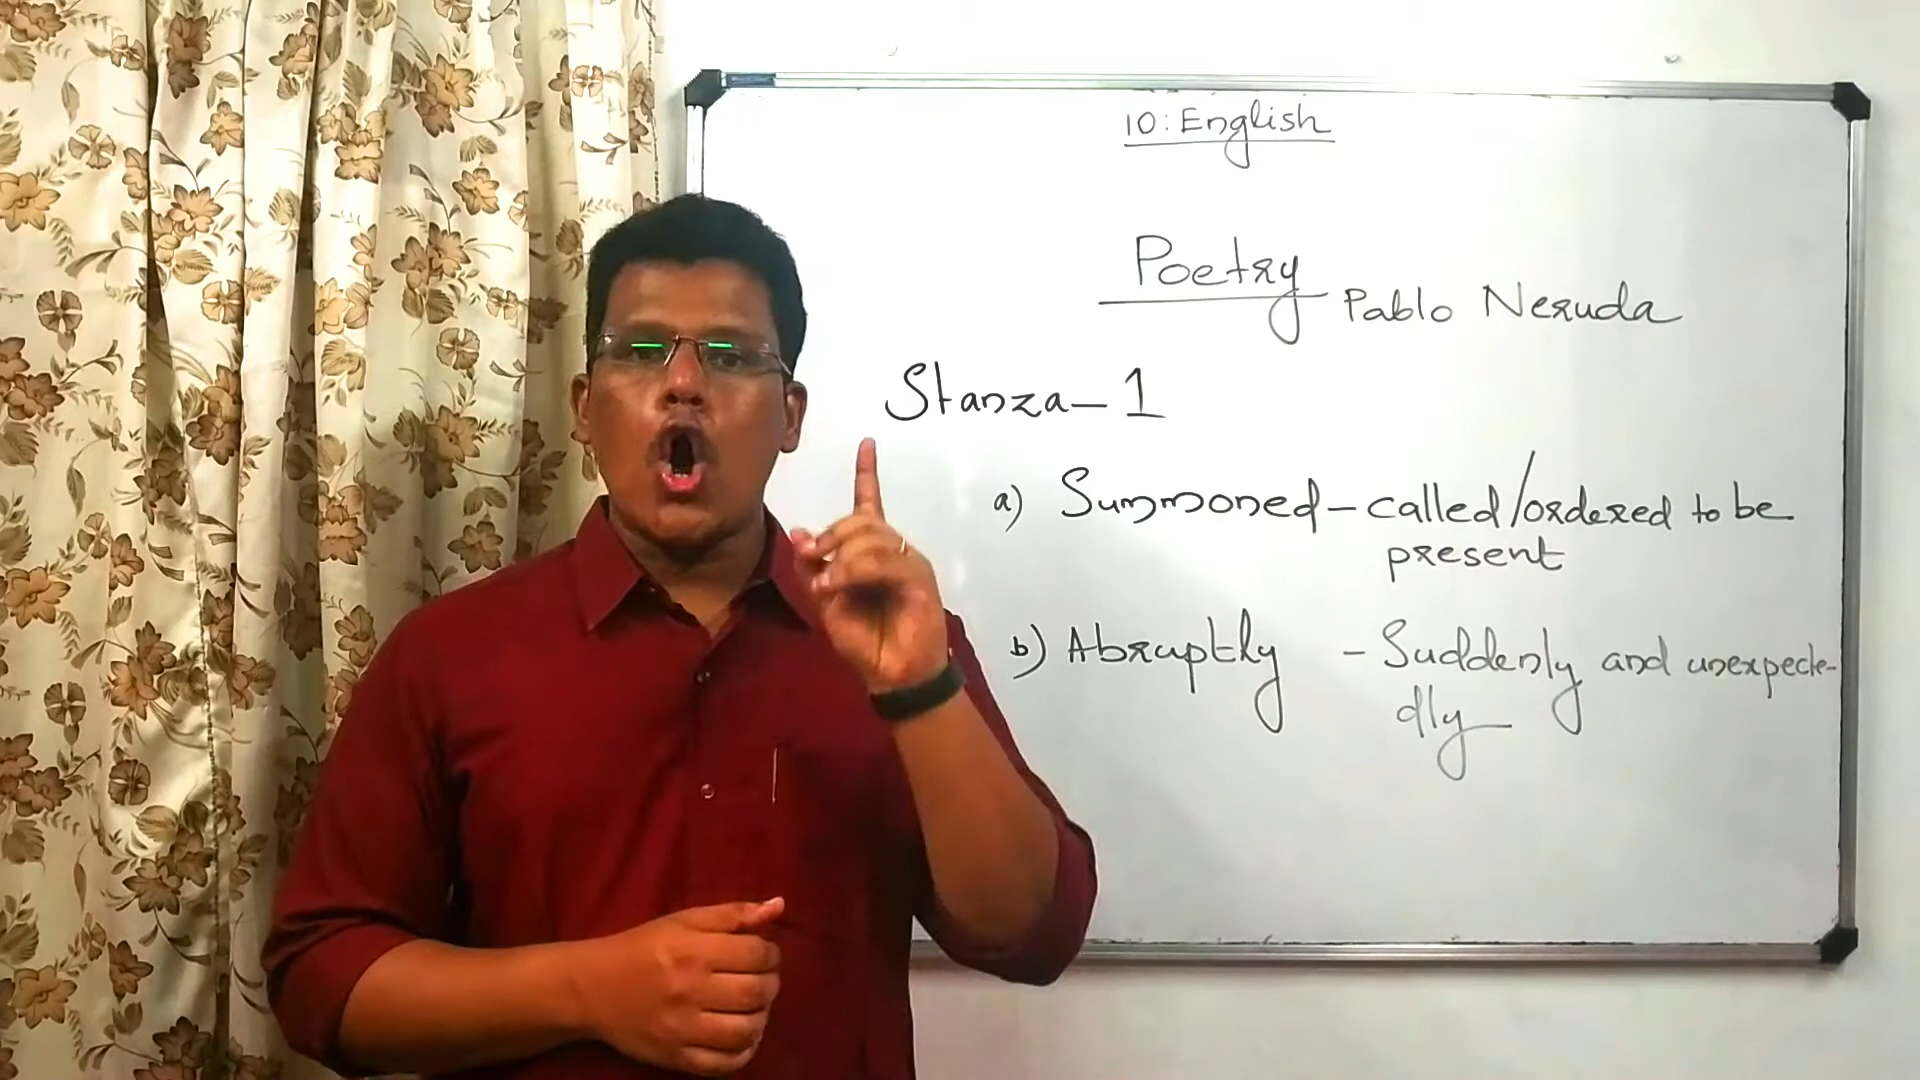 10: English
Poetry
Pablo Neruda
Stanza - 1
a) Summoned - called/ordered to be
present
b) Abruptly - Suddenly and unexpecte-
dly